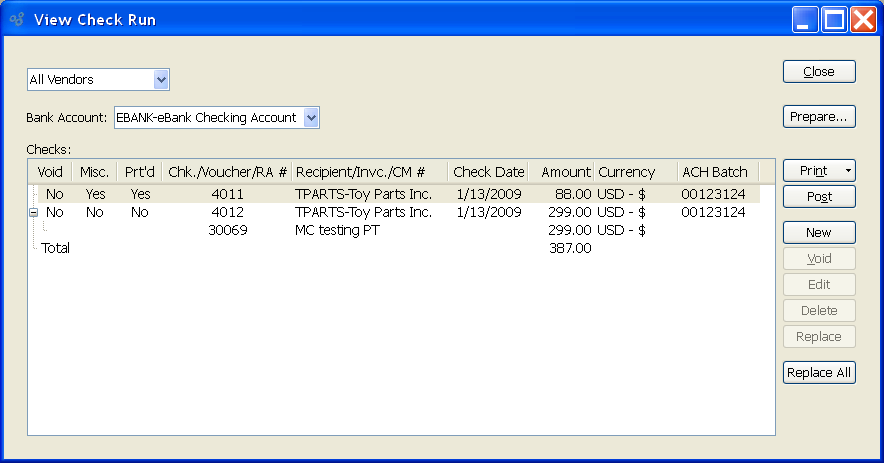 View Check Run
All Vendors
Close
Bank Account: EBANK-eBank Checking Account
Prepare...
Checks:
Void Misc. Prt'd Chk./Voucher/RA # Recipient/Invc./CM # Check Date Amount Currency ACH Batch
Print
No Yes Yes 4011 TPARTS-Toy Parts Inc. 1/13/2009 88.00 USD - $ 00123124
Post
No No No 4012 TPARTS-Toy Parts Inc. 1/13/2009 299.00 USD - $ 00123124
30069 MC testing PT 299.00 USD - $
New
Total 387.00
Void
Edit
Delete
Replace
Replace All